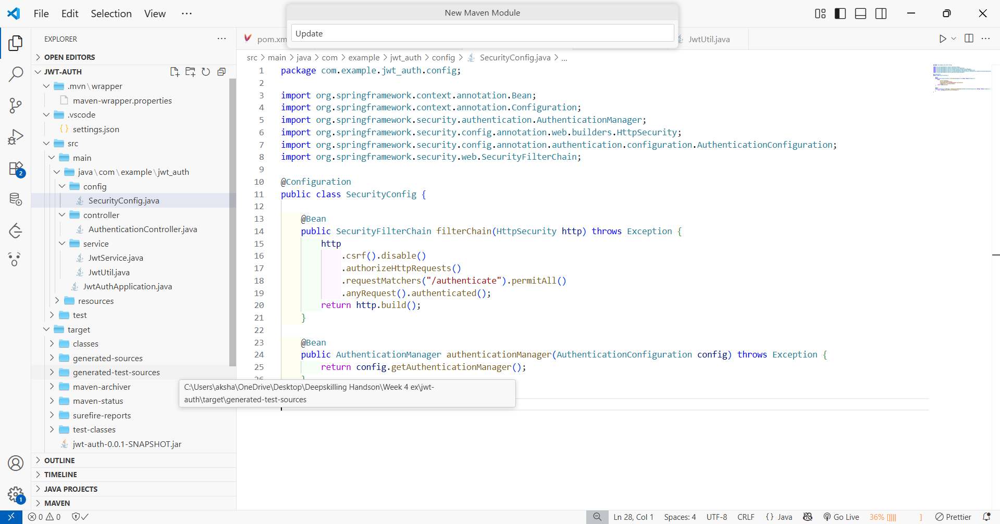 File Edit Selection View ···
New Maven Module
Update
EXPLORER ···
OPEN EDITORS
JWT-AUTH
.mvn \ wrapper
maven-wrapper.properties
.vscode
{} settings.json
src
main
java \ com \ example \ jwt_auth
config
SecurityConfig.java
controller
AuthenticationController.java
service
JwtService.java
JwtUtil.java
JwtAuthApplication.java
resources
test
target
classes
generated-sources
generated-test-sources
maven-archiver
maven-status
surefire-reports
test-classes
jwt-auth-0.0.1-SNAPSHOT.jar
OUTLINE
TIMELINE
JAVA PROJECTS
MAVEN
2
1
pom.xm
JwtUtil.java
src > main > java > com > example > jwt_auth > config > SecurityConfig.java > ...
1 package com.example.jwt_auth.config;
2
3 import org.springframework.context.annotation.Bean;
4 import org.springframework.context.annotation.Configuration;
5 import org.springframework.security.authentication.AuthenticationManager;
6 import org.springframework.security.config.annotation.web.builders.HttpSecurity;
7 import org.springframework.security.config.annotation.authentication.configuration.AuthenticationConfiguration;
8 import org.springframework.security.web.SecurityFilterChain;
9
10 @Configuration
11 public class SecurityConfig {
12
13 @Bean
14 public SecurityFilterChain filterChain(HttpSecurity http) throws Exception {
15 http
16 .csrf().disable()
17 .authorizeHttpRequests()
18 .requestMatchers("/authenticate").permitAll()
19 .anyRequest().authenticated();
20 return http.build();
21 }
22
23 @Bean
24 public AuthenticationManager authenticationManager(AuthenticationConfiguration config) throws Exception {
25 return config.getAuthenticationManager();
26 }
C:\Users\aksha\OneDrive\Desktop\Deepskilling Handson\Week 4 ex\jwt-
auth\target\generated-test-sources
0 0 Ln 28, Col 1 Spaces: 4 UTF-8 CRLF {} Java Go Live 36% [||||| ] Prettier